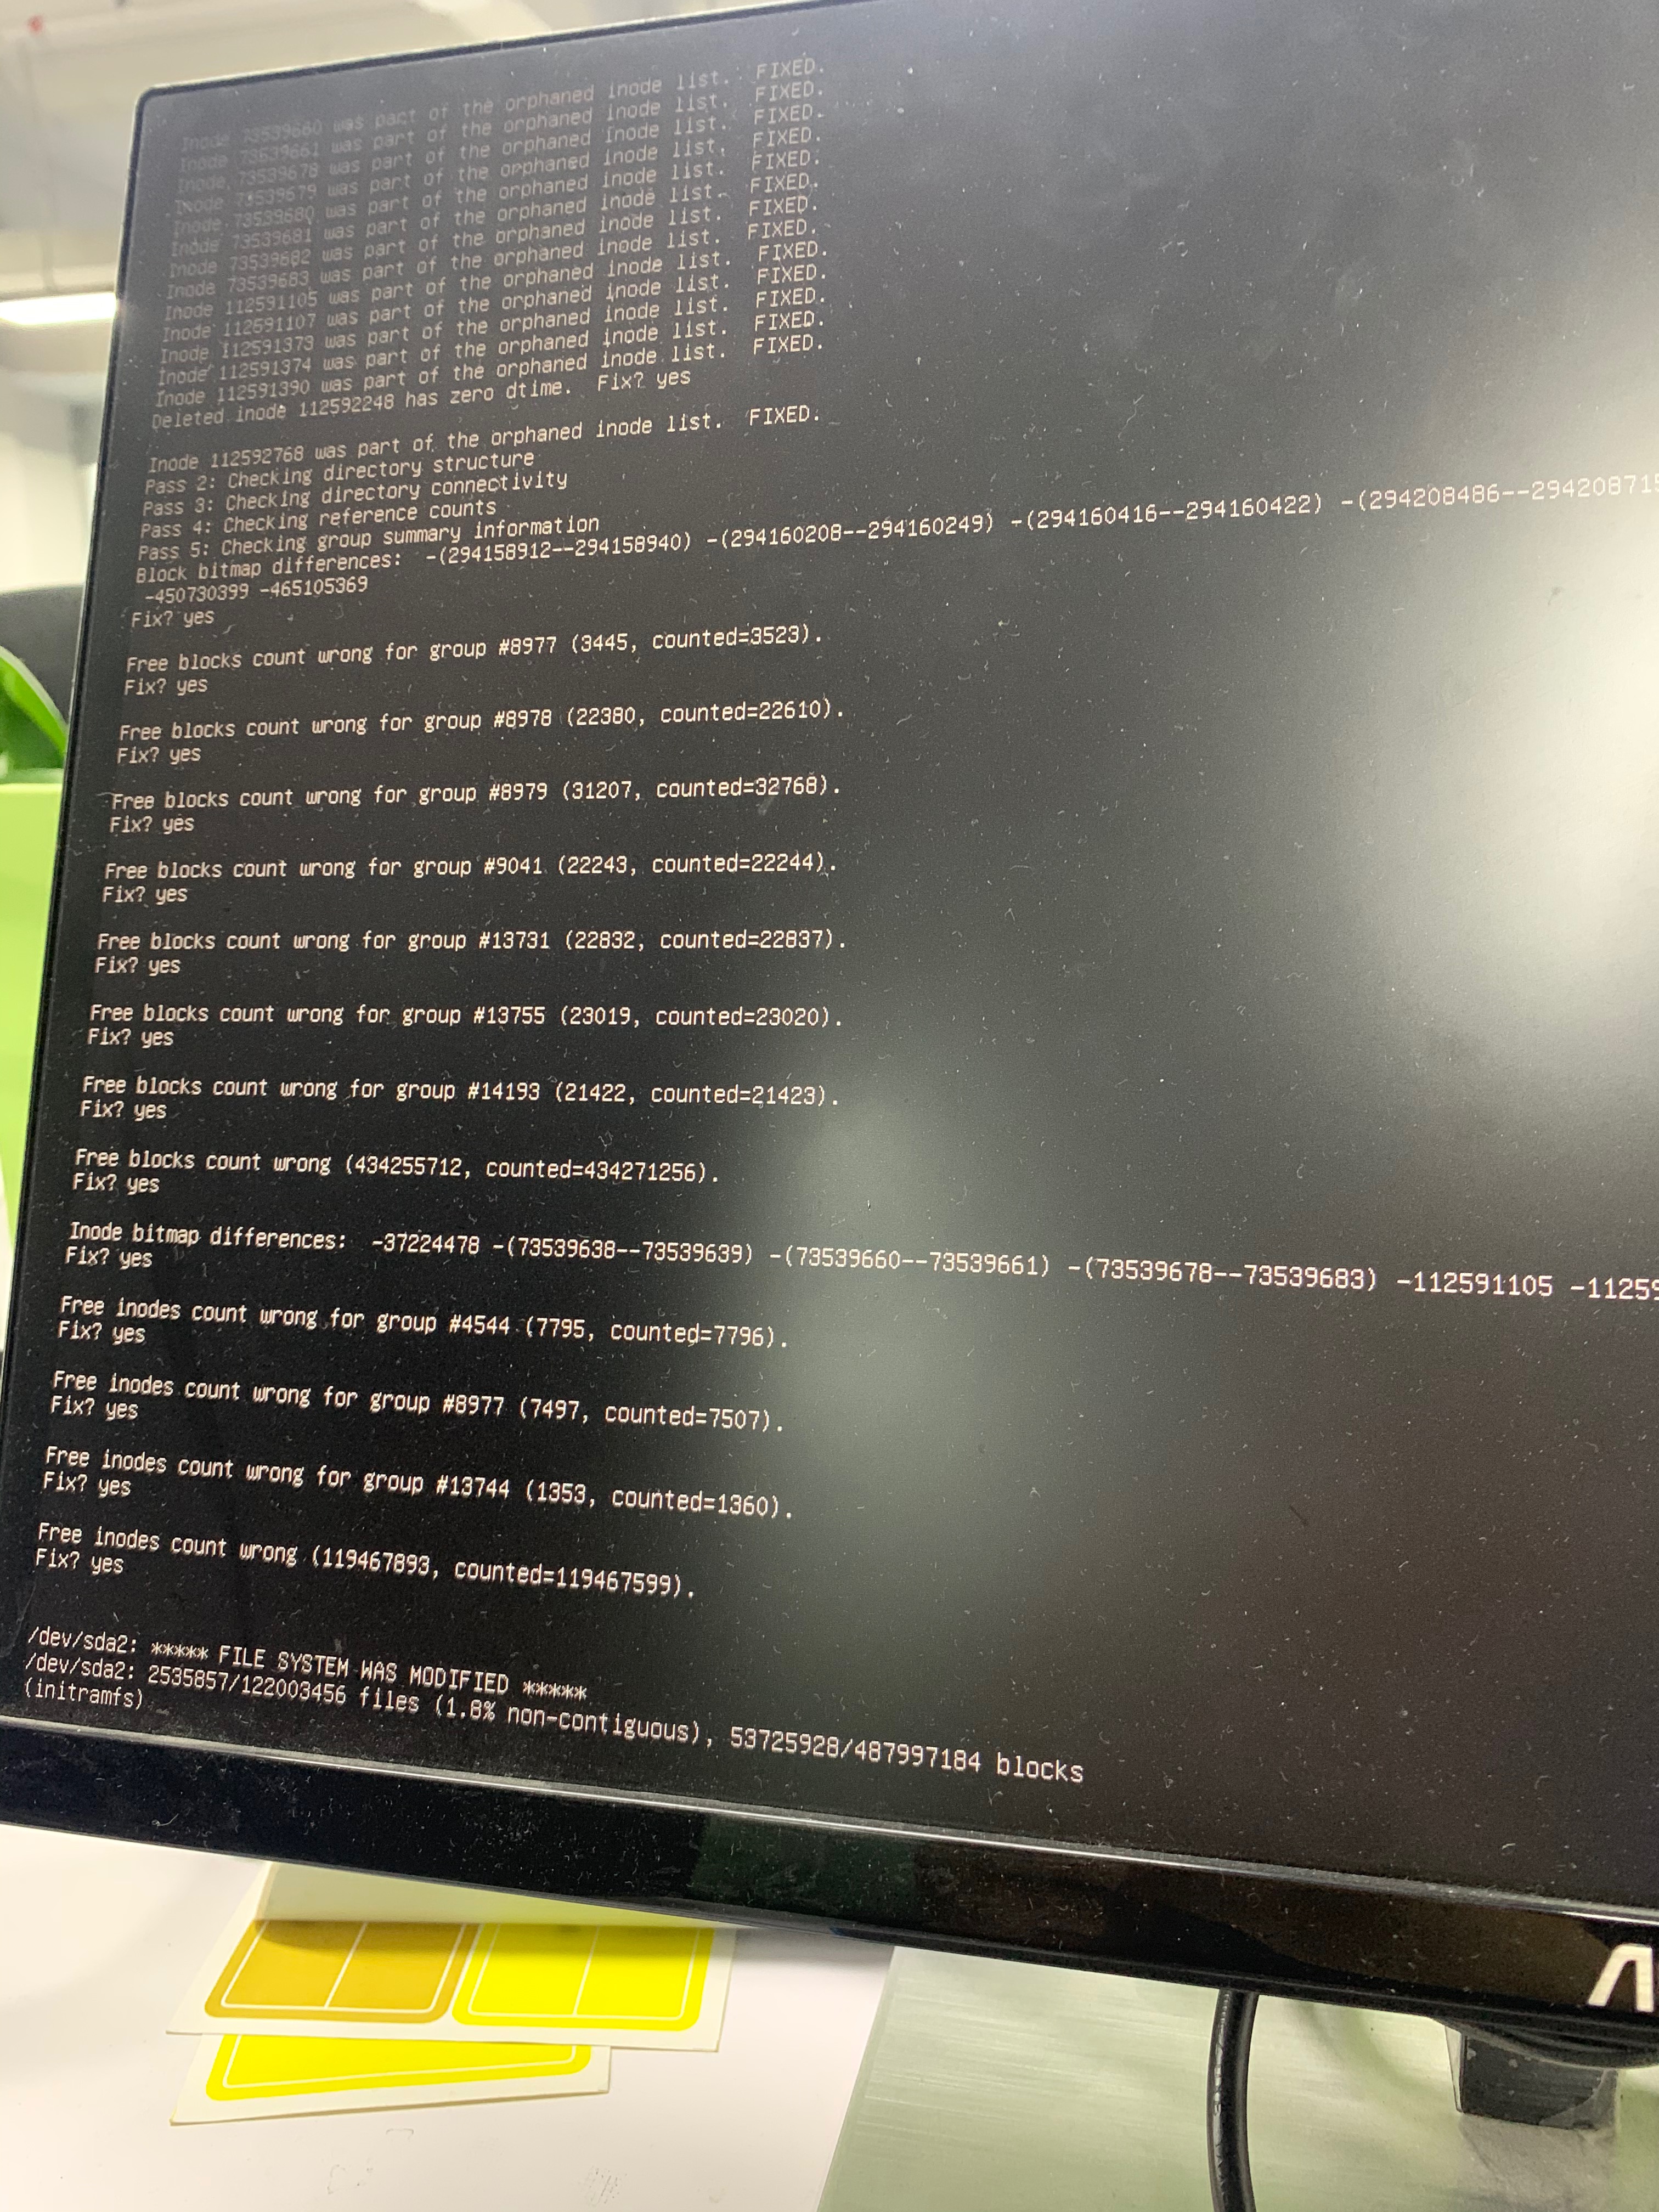 Inode 73539660 was part of the orphaned inode list.  FIXED.
Inode 73539661 was part of the orphaned inode list.  FIXED.
Inode 73539678 was part of the orphaned inode list.  FIXED.
Inode 73539679 was part of the orphaned inode list.  FIXED.
Inode 73539680 was part of the orphaned inode list.  FIXED.
Inode 73539681 was part of the orphaned inode list.  FIXED.
Inode 73539682 was part of the orphaned inode list.  FIXED.
Inode 73539683 was part of the orphaned inode list.  FIXED.
Inode 112591105 was part of the orphaned inode list.  FIXED.
Inode 112591107 was part of the orphaned inode list.  FIXED.
Inode 112591373 was part of the orphaned inode list.  FIXED.
Inode 112591374 was part of the orphaned inode list.  FIXED.
Inode 112591390 was part of the orphaned inode list.  FIXED.
Deleted inode 112592248 has zero dtime.  Fix? yes
Inode 112592768 was part of the orphaned inode list.  FIXED.
Pass 2: Checking directory structure
Pass 3: Checking directory connectivity
Pass 4: Checking reference counts
Pass 5: Checking group summary information
Block bitmap differences:  -(294158912--294158940) -(294160208--294160249) -(294160416--294160422) -(294208486--294208715
-450730399 -465105369
Fix? yes
Free blocks count wrong for group #8977 (3445, counted=3523).
Fix? yes
Free blocks count wrong for group #8978 (22380, counted=22610).
Fix? yes
Free blocks count wrong for group #8979 (31207, counted=32768).
Fix? yes
Free blocks count wrong for group #9041 (22243, counted=22244).
Fix? yes
Free blocks count wrong for group #13731 (22832, counted=22837).
Fix? yes
Free blocks count wrong for group #13755 (23019, counted=23020).
Fix? yes
Free blocks count wrong for group #14193 (21422, counted=21423).
Fix? yes
Free blocks count wrong (434255712, counted=434271256).
Fix? yes
Inode bitmap differences:  -37224478 -(73539638--73539639) -(73539660--73539661) -(73539678--73539683) -112591105 -11259
Fix? yes
Free inodes count wrong for group #4544 (7795, counted=7796).
Fix? yes
Free inodes count wrong for group #8977 (7497, counted=7507).
Fix? yes
Free inodes count wrong for group #13744 (1353, counted=1360).
Fix? yes
Free inodes count wrong (119467893, counted=119467599).
Fix? yes
/dev/sda2: ***** FILE SYSTEM WAS MODIFIED *****
/dev/sda2: 2535857/122003456 files (1.8% non-contiguous), 53725928/487997184 blocks
(initramfs)